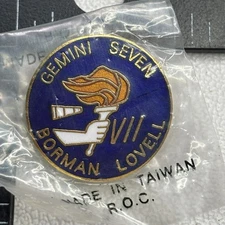 GEMINI SEVEN
VII
BORMAN LOVELL
MADE IN TAIWAN
R.O.C.